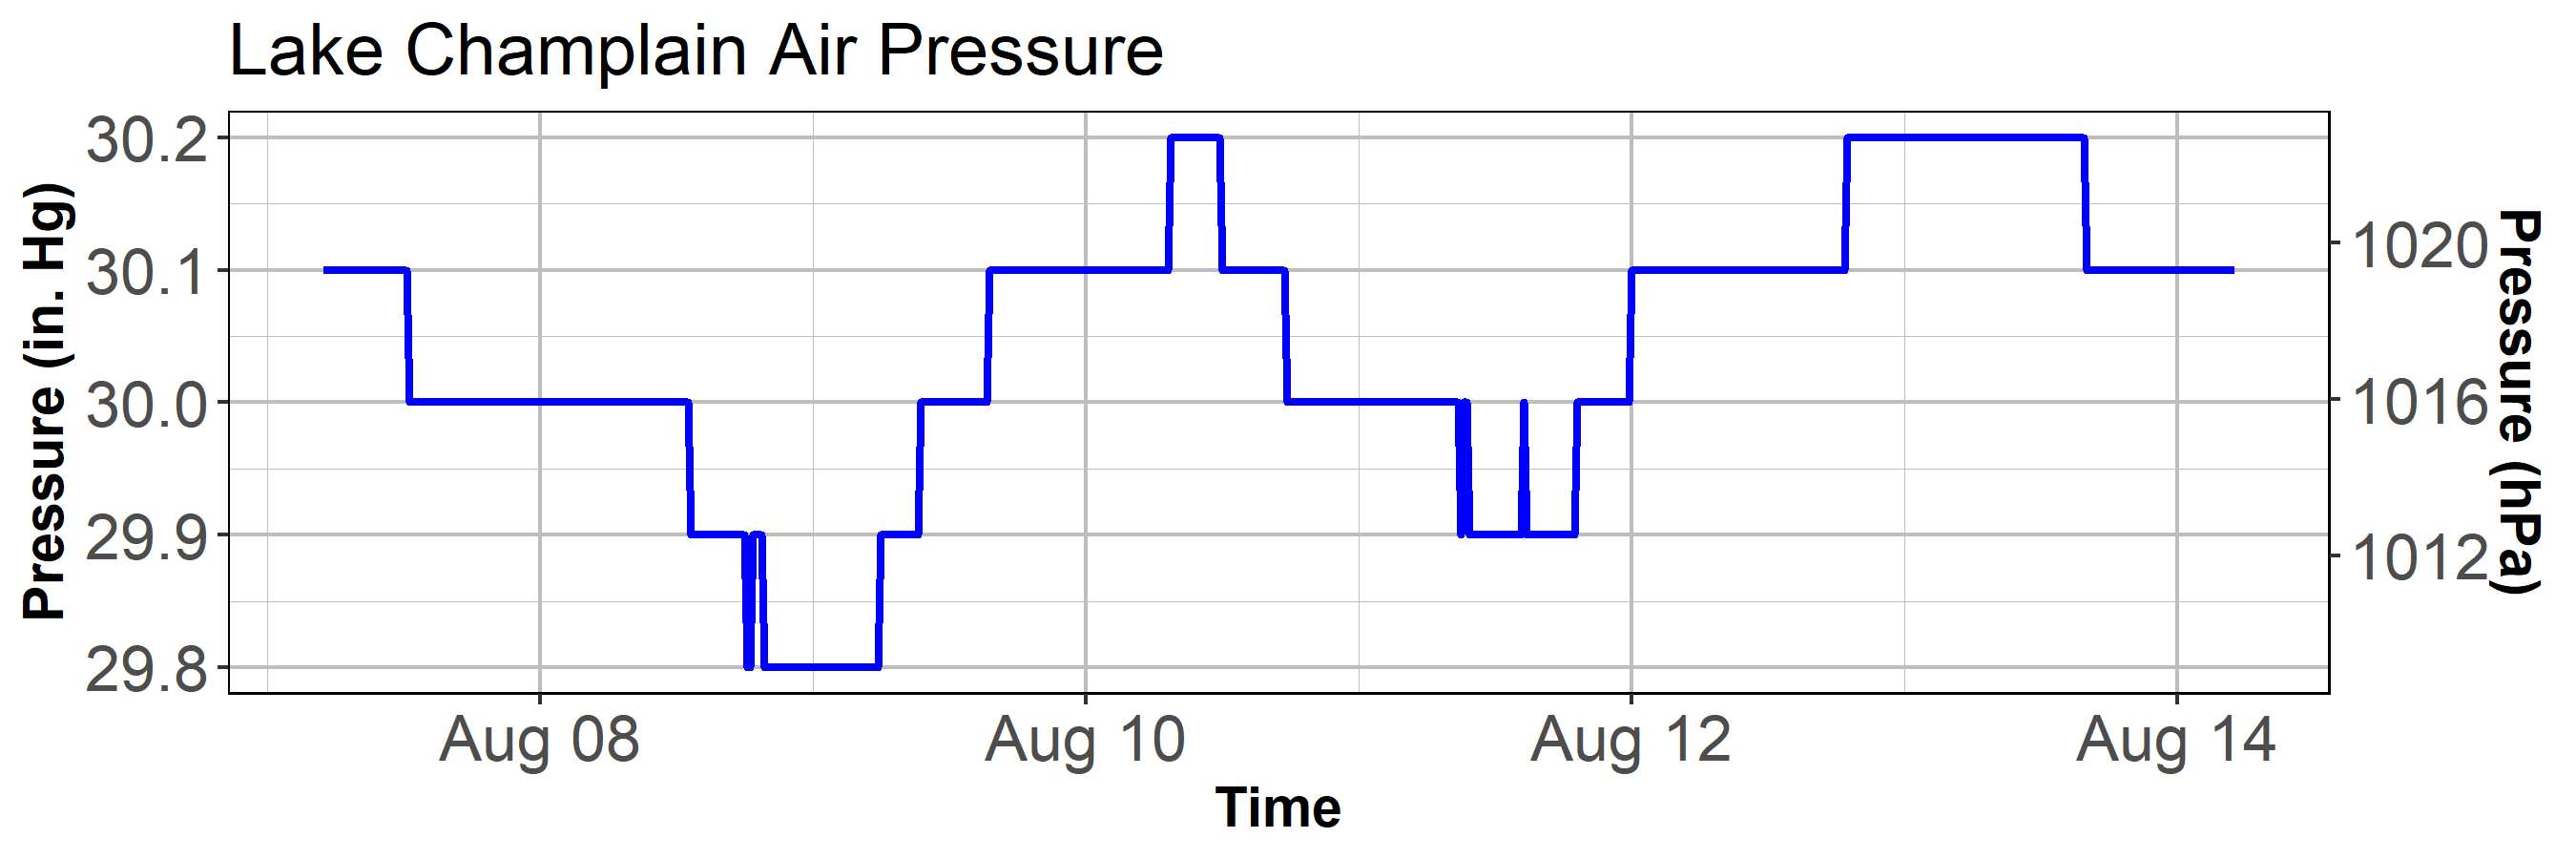 Lake Champlain Air Pressure
Pressure (in. Hg)
30.2
30.1
30.0
29.9
29.8
1020
1016
1012
Pressure (hPa)
Aug 08 Aug 10 Aug 12 Aug 14
Time